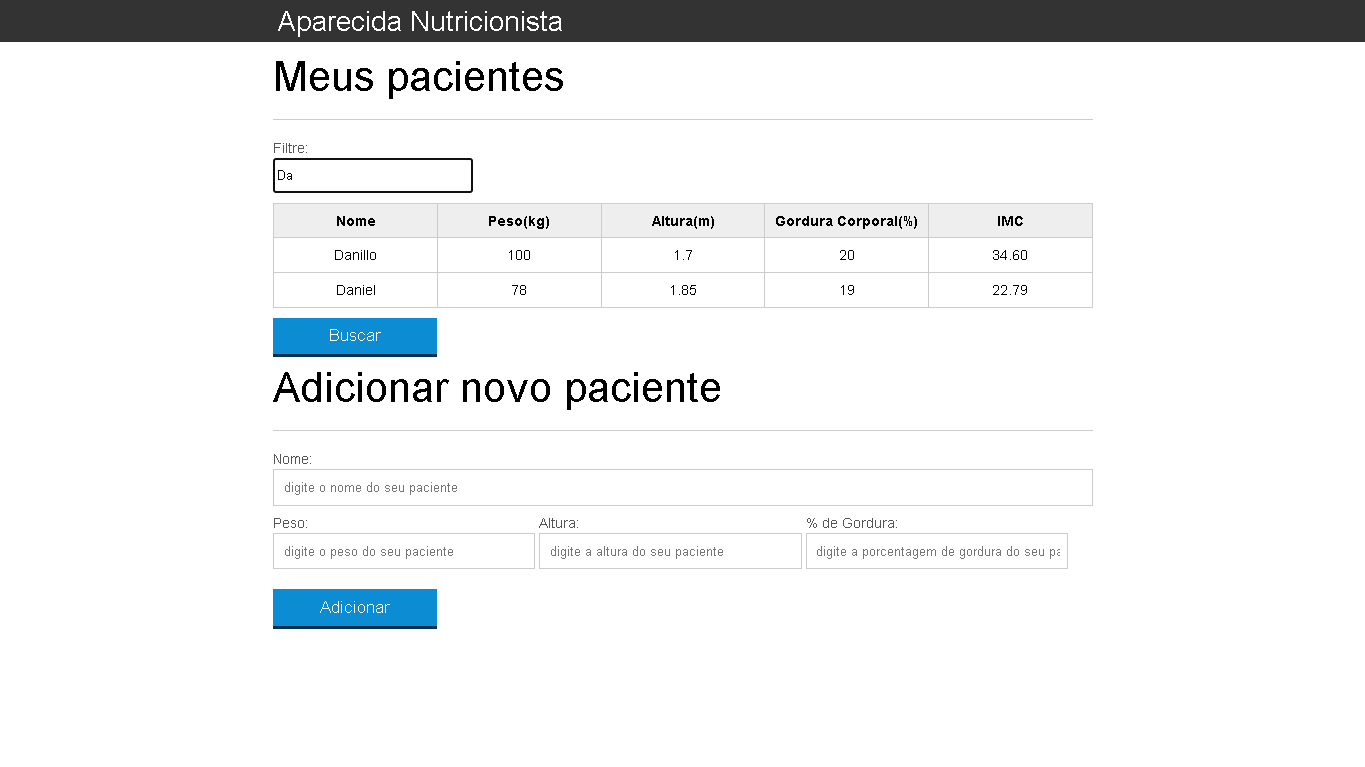 Aparecida Nutricionista
Meus pacientes
Filtre:
Da
Nome Peso(kg) Altura(m) Gordura Corporal(%) IMC
Danillo 100 1.7 20 34.60
Daniel 78 1.85 19 22.79
Buscar
Adicionar novo paciente
Nome:
digite o nome do seu paciente
Peso: Altura: % de Gordura:
digite o peso do seu paciente digite a altura do seu paciente digite a porcentagem de gordura do seu pa
Adicionar